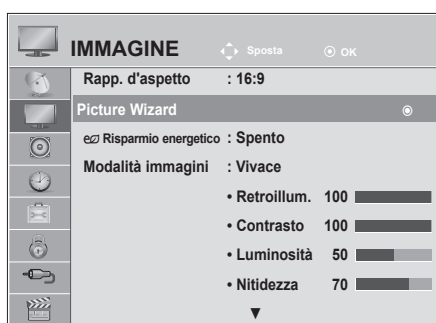 IMMAGINE Sposta OK
Rapp. d'aspetto : 16:9
Picture Wizard
Risparmio energetico : Spento
Modalità immagini : Vivace
• Retroillum. 100
• Contrasto 100
• Luminosità 50
• Nitidezza 70